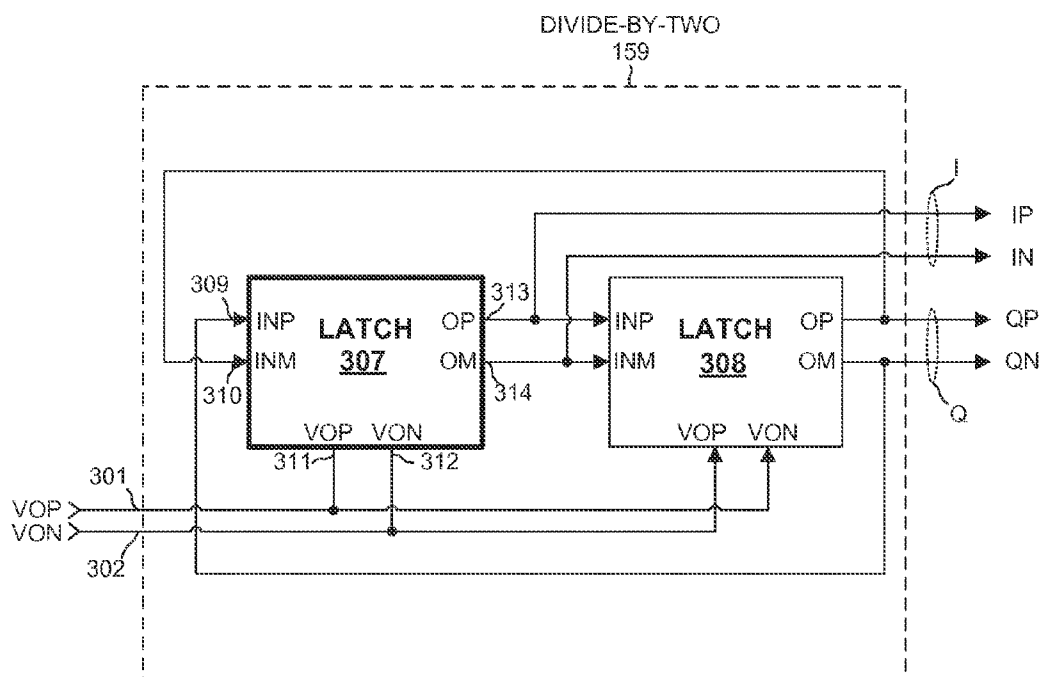 DIVIDE-BY-TWO
159
I
IP
IN
309
313
INP
LATCH
OP
INP
LATCH
OP
QP
INM
307
OM
INM
308
OM
QN
310
314
Q
VOP
VON
VOP
VON
311
312
301
VOP
VON
302